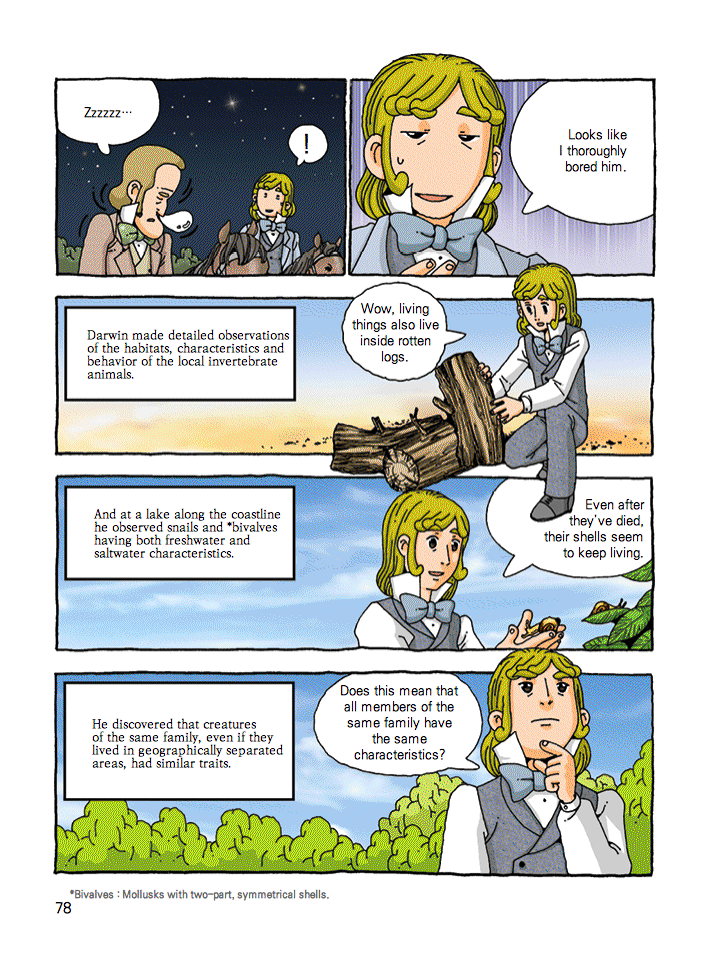 Zzzzzz…
!
Looks like
I thoroughly
bored him.
Darwin made detailed observations
of the habitats, characteristics and
behavior of the local invertebrate
animals.
Wow, living
things also live
inside rotten
logs.
And at a lake along the coastline
he observed snails and *bivalves
having both freshwater and
saltwater characteristics.
Even after
they've died,
their shells seem
to keep living.
He discovered that creatures
of the same family, even if they
lived in geographically separated
areas, had similar traits.
Does this mean that
all members of the
same family have
the same
characteristics?
*Bivalves : Mollusks with two-part, symmetrical shells.
78